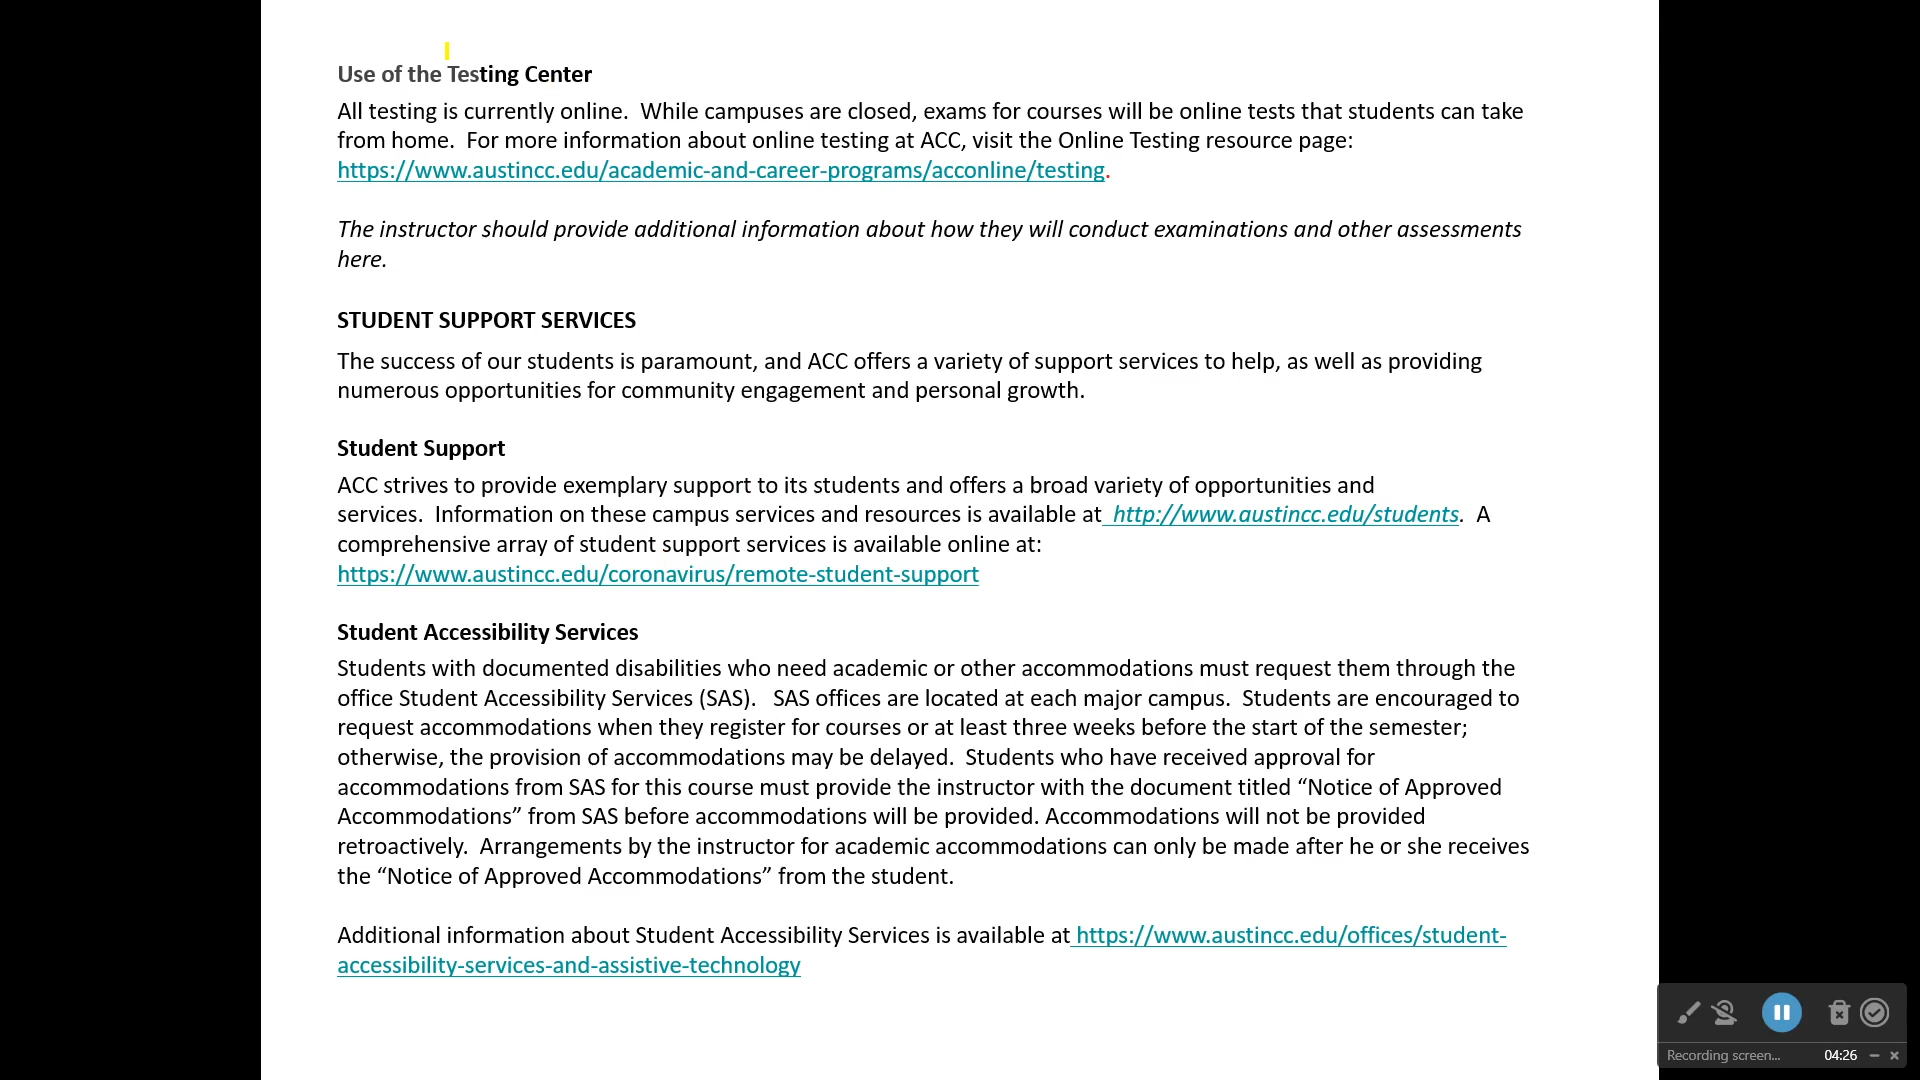 Use of the Testing Center
All testing is currently online.  While campuses are closed, exams for courses will be online tests that students can take
from home.  For more information about online testing at ACC, visit the Online Testing resource page:
https://www.austincc.edu/academic-and-career-programs/acconline/testing.
The instructor should provide additional information about how they will conduct examinations and other assessments
here.
STUDENT SUPPORT SERVICES
The success of our students is paramount, and ACC offers a variety of support services to help, as well as providing
numerous opportunities for community engagement and personal growth.
Student Support
ACC strives to provide exemplary support to its students and offers a broad variety of opportunities and
services.  Information on these campus services and resources is available at  http://www.austincc.edu/students.  A
comprehensive array of student support services is available online at:
https://www.austincc.edu/coronavirus/remote-student-support
Student Accessibility Services
Students with documented disabilities who need academic or other accommodations must request them through the
office Student Accessibility Services (SAS).   SAS offices are located at each major campus.  Students are encouraged to
request accommodations when they register for courses or at least three weeks before the start of the semester;
otherwise, the provision of accommodations may be delayed.  Students who have received approval for
accommodations from SAS for this course must provide the instructor with the document titled “Notice of Approved
Accommodations” from SAS before accommodations will be provided. Accommodations will not be provided
retroactively.  Arrangements by the instructor for academic accommodations can only be made after he or she receives
the “Notice of Approved Accommodations” from the student.
Additional information about Student Accessibility Services is available at https://www.austincc.edu/offices/student-
accessibility-services-and-assistive-technology
Recording screen... 04:26